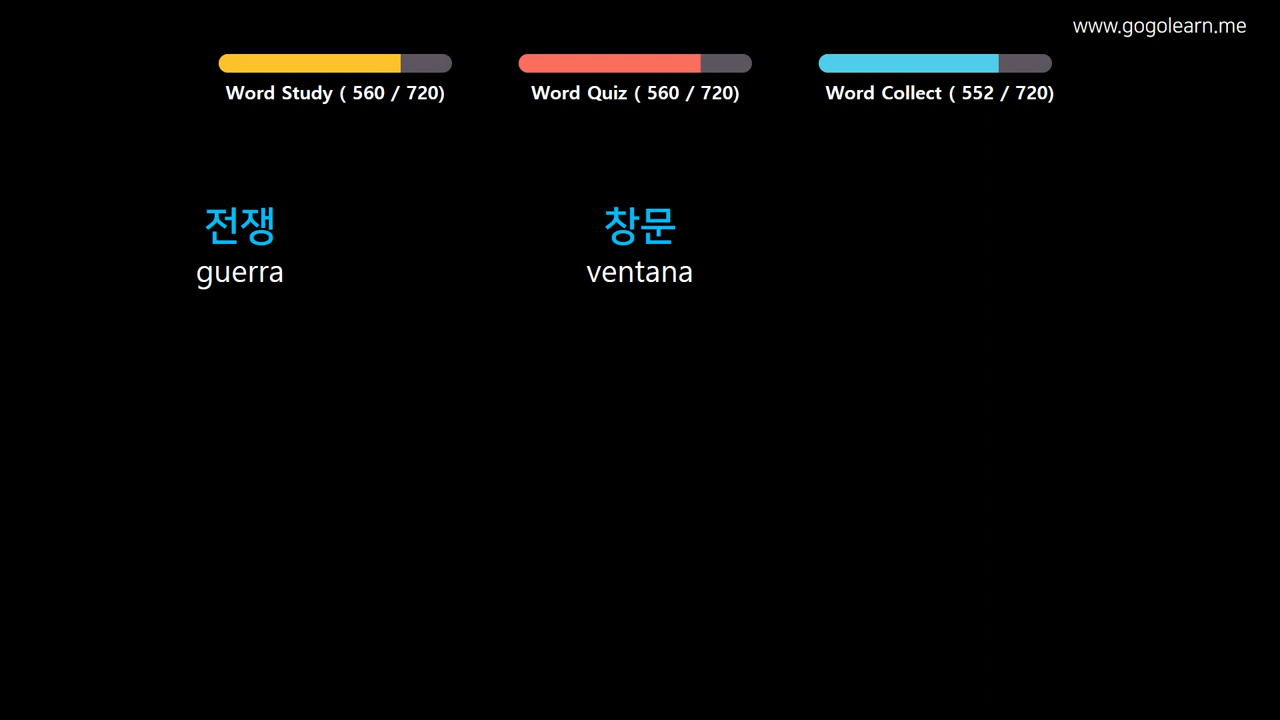 www.gogolearn.me
Word Study ( 560 / 720)
Word Quiz ( 560 / 720)
Word Collect ( 552 / 720)
전쟁
guerra
창문
ventana